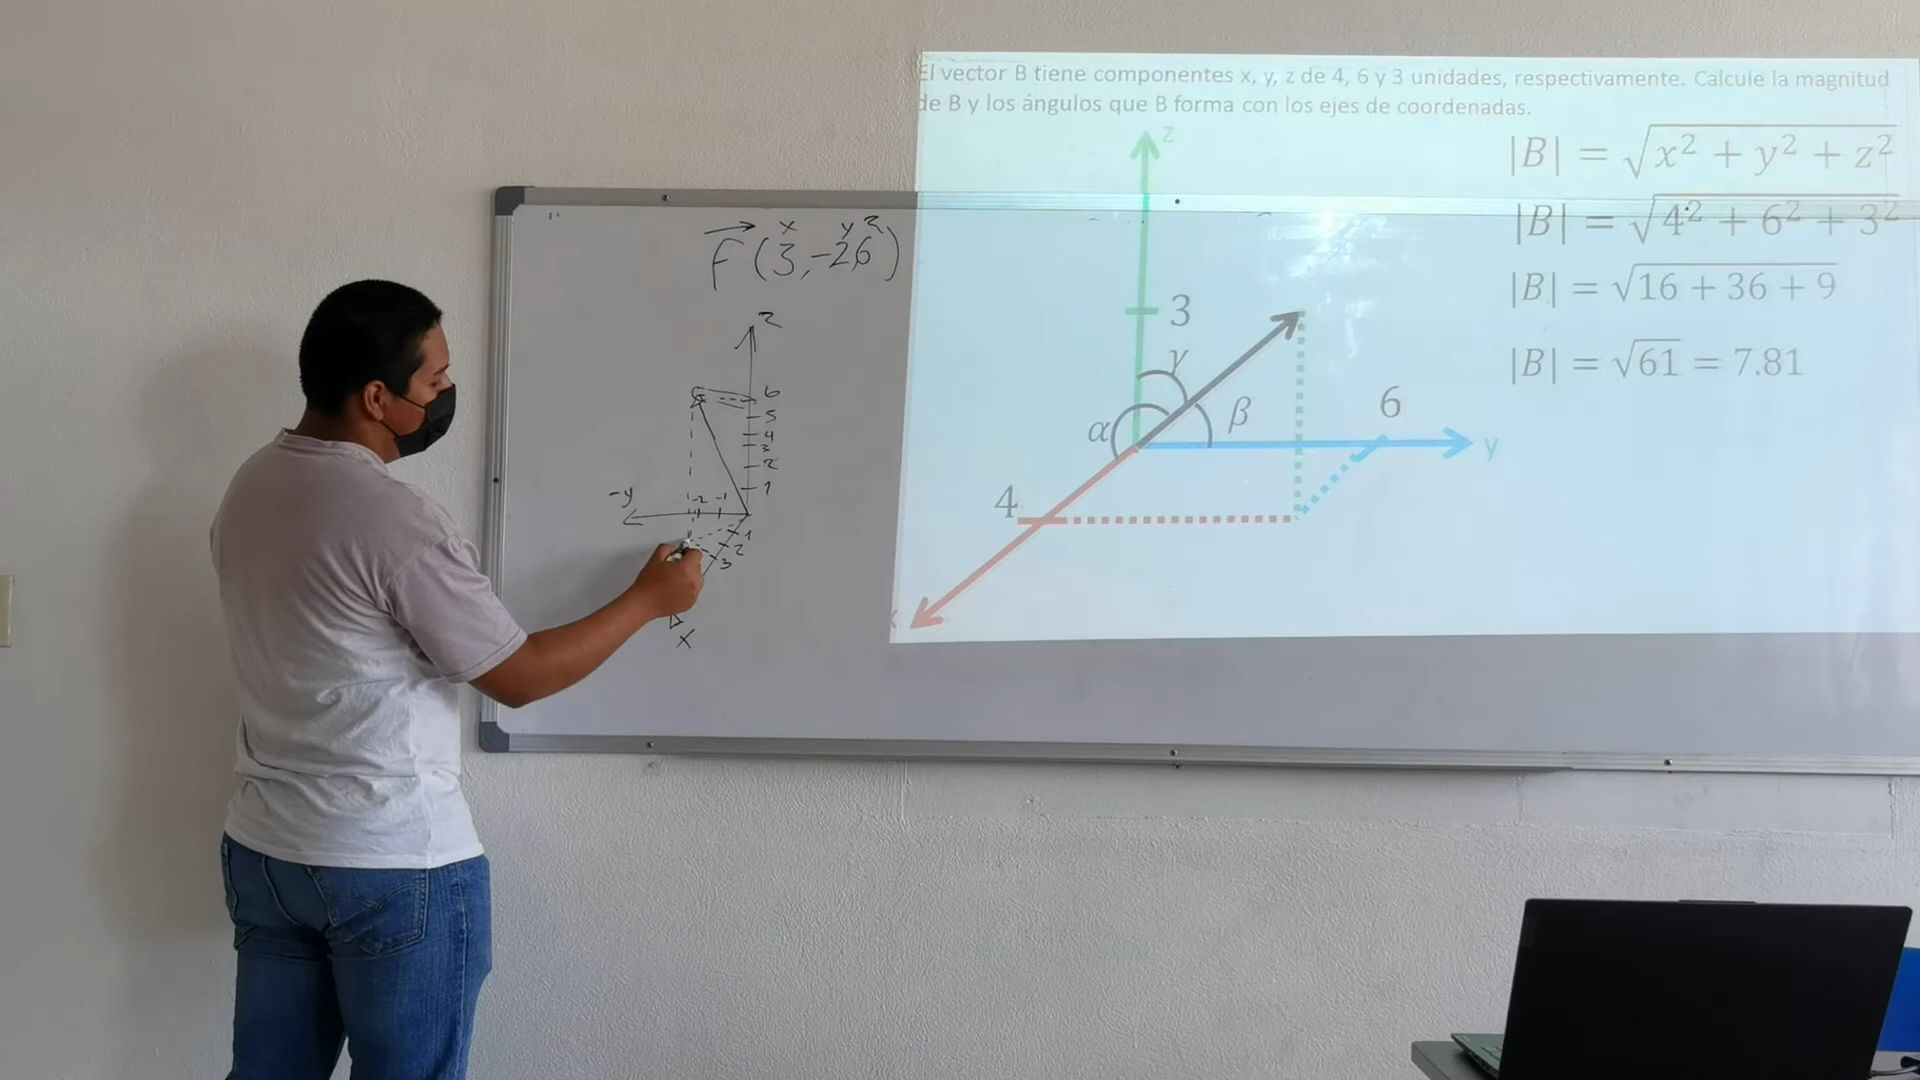 El vector B tiene componentes x, y, z de 4, 6 y 3 unidades, respectivamente. Calcule la magnitud
de B y los ángulos que B forma con los ejes de coordenadas.
z
3
γ
α
β
6
y
4
x
|B| = √x² + y² + z²
|B| = √4² + 6² + 3²
|B| = √16 + 36 + 9
|B| = √61 = 7.81
x y z
F (3,-2,6)
z
6
5
4
3
2
1
-y
-2 -1
1
2
3
x